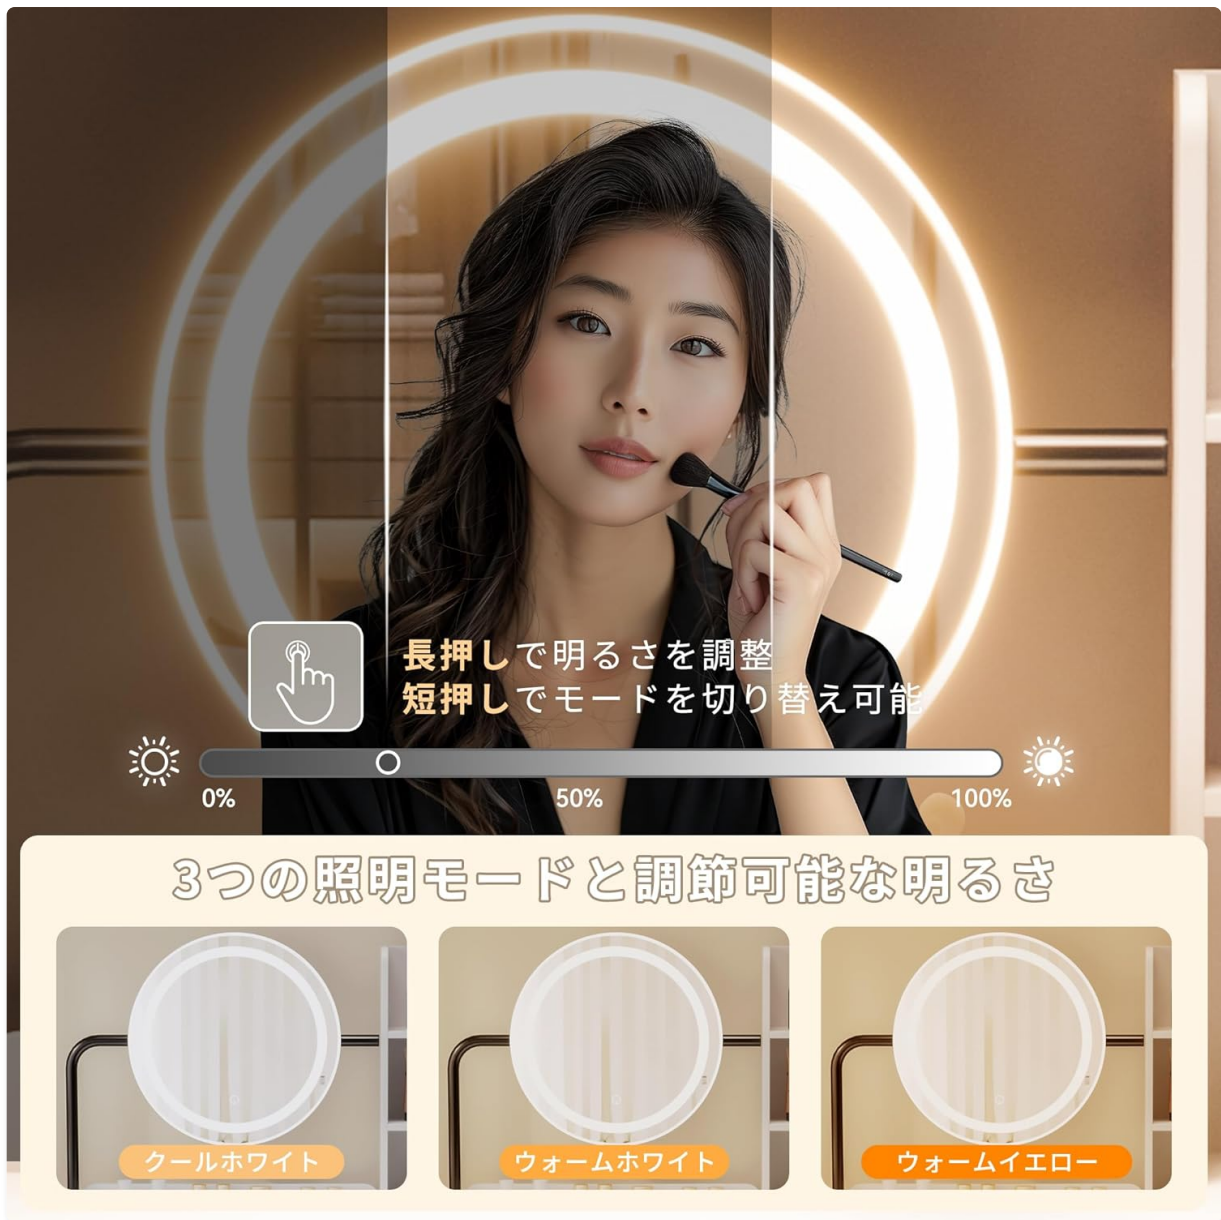 長押しで明るさを調整
短押しでモードを切り替え可能
0%
50%
100%
3つの照明モードと調節可能な明るさ
クールホワイト
ウォームホワイト
ウォームイエロー